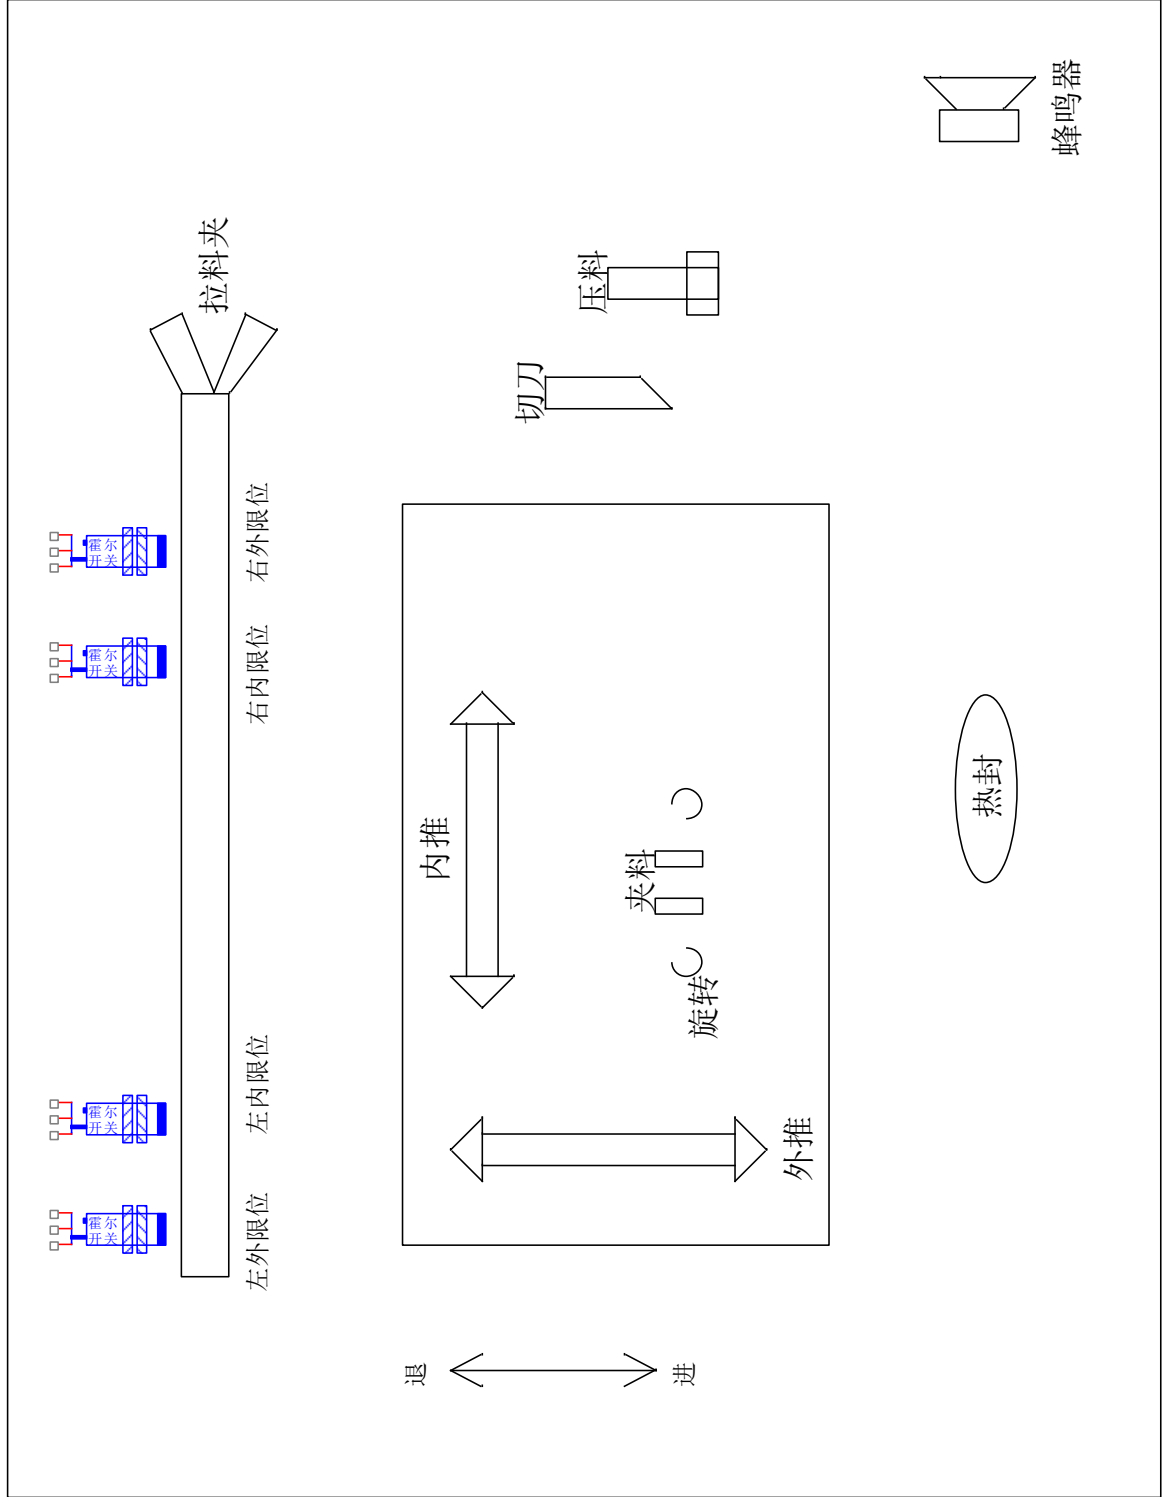 霍尔
开关
霍尔
开关
霍尔
开关
霍尔
开关
拉料夹
左外限位
左内限位
右内限位
右外限位
退
内推
切刀
压料
夹料
进
旋转
外推
热封
蜂鸣器